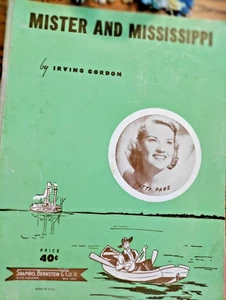 MISTER AND MISSISSIPPI
by IRVING GORDON
PATTI PAGE
PRICE
40¢
SHAPIRO, BERNSTEIN & CO. INC.